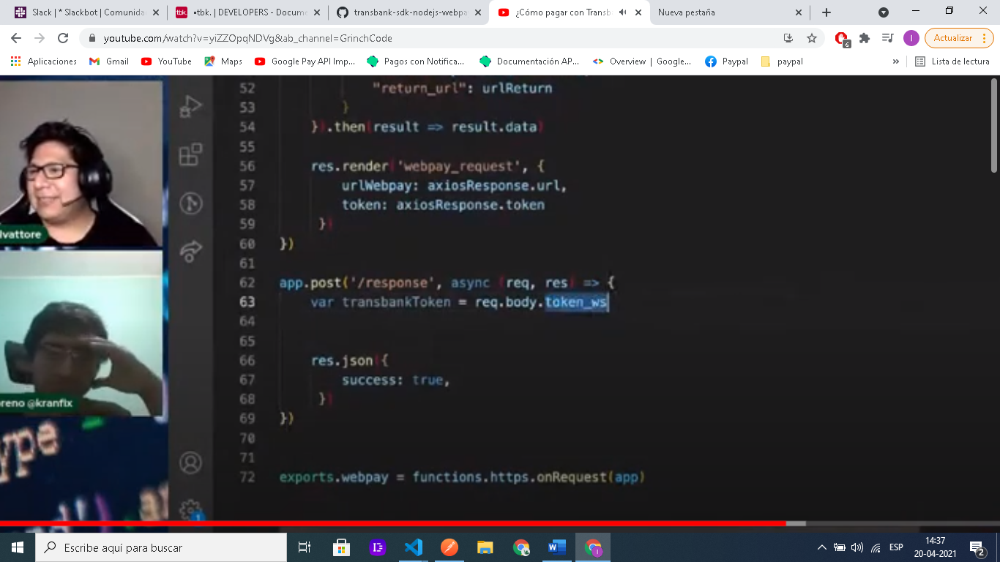 Slack | * Slackbot | Comunida
•tbk. | DEVELOPERS - Docume
transbank-sdk-nodejs-webpa
¿Cómo pagar con Transb
Nueva pestaña
youtube.com/watch?v=yiZZOpqNDVg&ab_channel=GrinchCode
6
I
Actualizar
Aplicaciones
Gmail
YouTube
Maps
Google Pay API Imp...
Pagos con Notifica...
Documentación AP...
Overview | Google...
Paypal
paypal
»
Lista de lectura
52 "return_url": urlReturn
53 }
54 }).then(result => result.data)
55
56 res.render('webpay_request', {
57 urlWebpay: axiosResponse.url,
58 token: axiosResponse.token
59 })
60 })
61
62 app.post('/response', async (req, res) => {
63 var transbankToken = req.body.token_ws
64
65
66 res.json({
67 success: true,
68 })
69 })
70
71
72 exports.webpay = functions.https.onRequest(app)
lvattore
oreno @kranfix
ype
1
Escribe aquí para buscar
ESP
14:37
20-04-2021
2